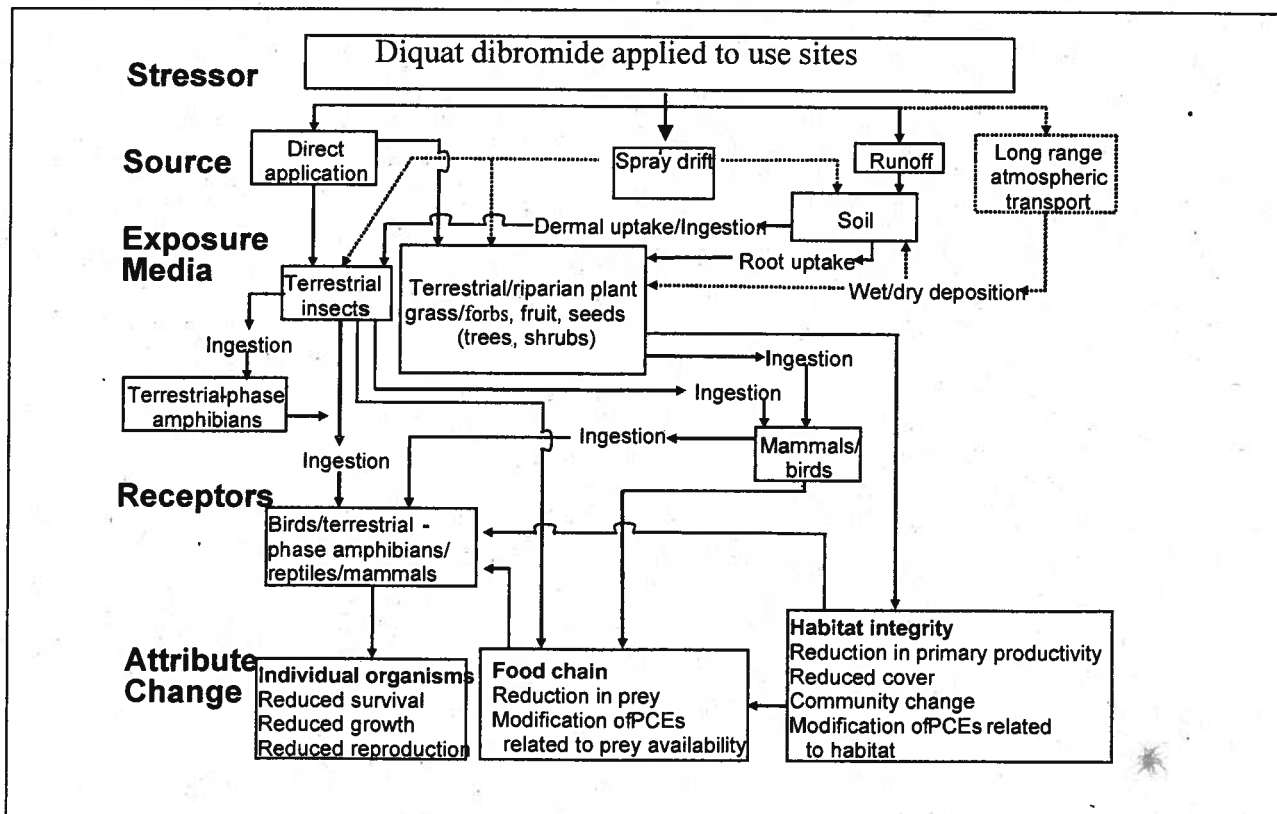 Diquat dibromide applied to use sites
Stressor
Source
Direct
application
Spray drift
Runoff
Long range
atmospheric
transport
Soil
Exposure
Media
Dermal uptake/Ingestion
Root uptake
Wet/dry deposition
Terrestrial
insects
Terrestrial/riparian plant
grass/forbs, fruit, seeds
(trees, shrubs)
Ingestion
Ingestion
Ingestion
Terrestrial-phase
amphibians
Ingestion
Ingestion
Mammals/
birds
Receptors
Birds/terrestrial -
phase amphibians/
reptiles/mammals
Attribute
Change
Individual organisms
Reduced survival
Reduced growth
Reduced reproduction
Food chain
Reduction in prey
Modification ofPCEs
related to prey availability
Habitat integrity
Reduction in primary productivity
Reduced cover
Community change
Modification ofPCEs related
to habitat